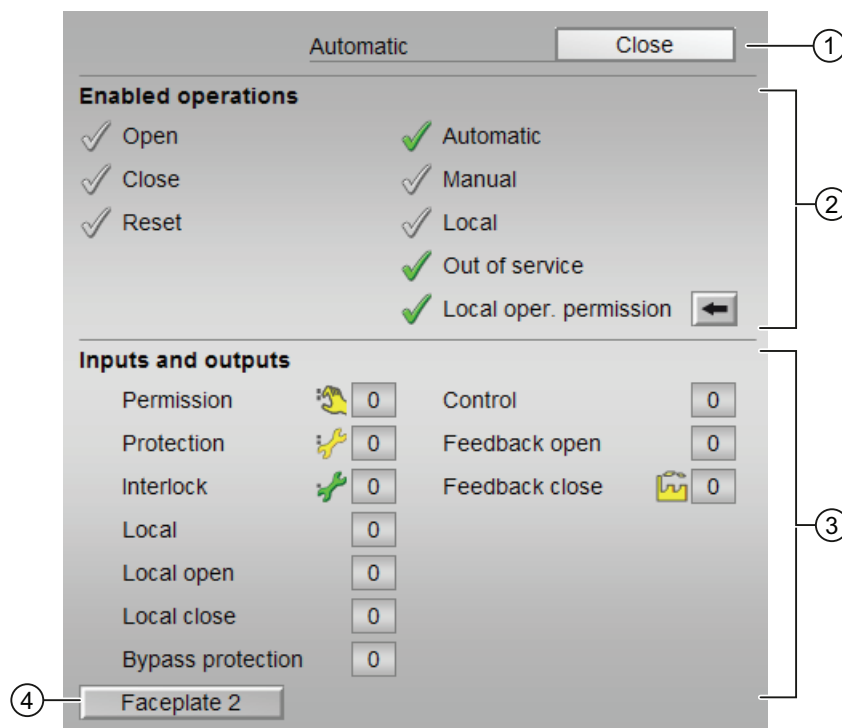 Automatic Close
1
Enabled operations
Open Automatic
Close Manual
2
Reset Local
Out of service
Local oper. permission
Inputs and outputs
Permission 0 Control 0
Protection 0 Feedback open 0
Interlock 0 Feedback close 0
Local 0
3
Local open 0
Local close 0
Bypass protection 0
4 Faceplate 2